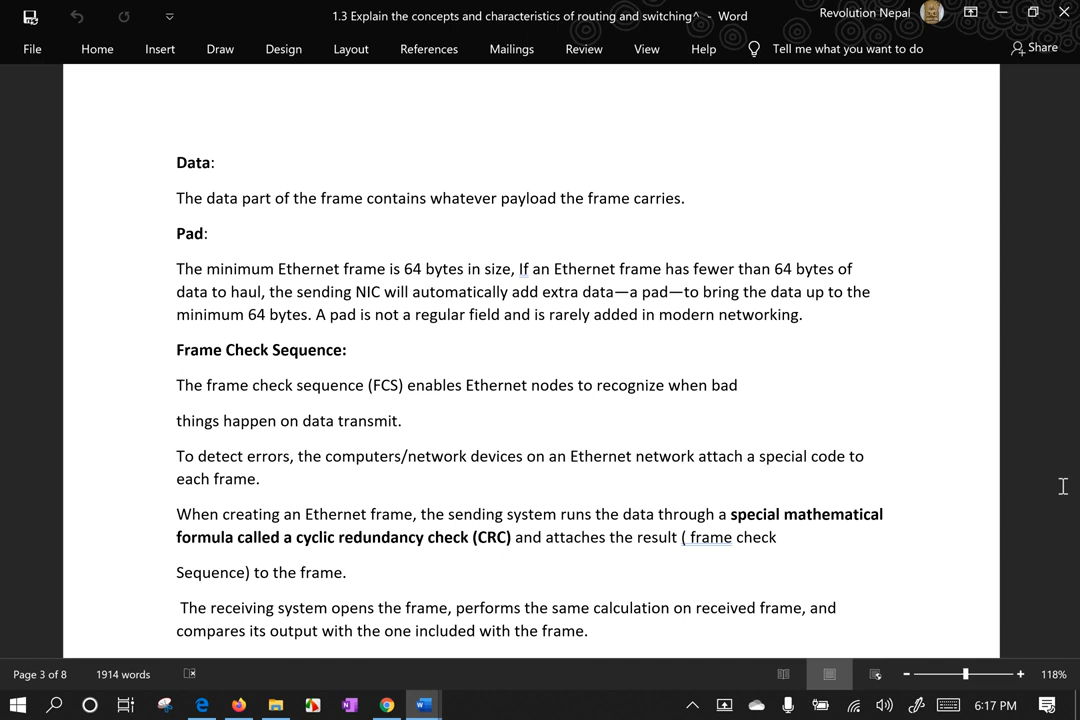 1.3 Explain the concepts and characteristics of routing and switching^ - Word
Revolution Nepal
File Home Insert Draw Design Layout References Mailings Review View Help Tell me what you want to do Share
Data:
The data part of the frame contains whatever payload the frame carries.
Pad:
The minimum Ethernet frame is 64 bytes in size, If an Ethernet frame has fewer than 64 bytes of
data to haul, the sending NIC will automatically add extra data—a pad—to bring the data up to the
minimum 64 bytes. A pad is not a regular field and is rarely added in modern networking.
Frame Check Sequence:
The frame check sequence (FCS) enables Ethernet nodes to recognize when bad
things happen on data transmit.
To detect errors, the computers/network devices on an Ethernet network attach a special code to
each frame.
When creating an Ethernet frame, the sending system runs the data through a special mathematical
formula called a cyclic redundancy check (CRC) and attaches the result ( frame check
Sequence) to the frame.
The receiving system opens the frame, performs the same calculation on received frame, and
compares its output with the one included with the frame.
Page 3 of 8 1914 words 118%
6:17 PM